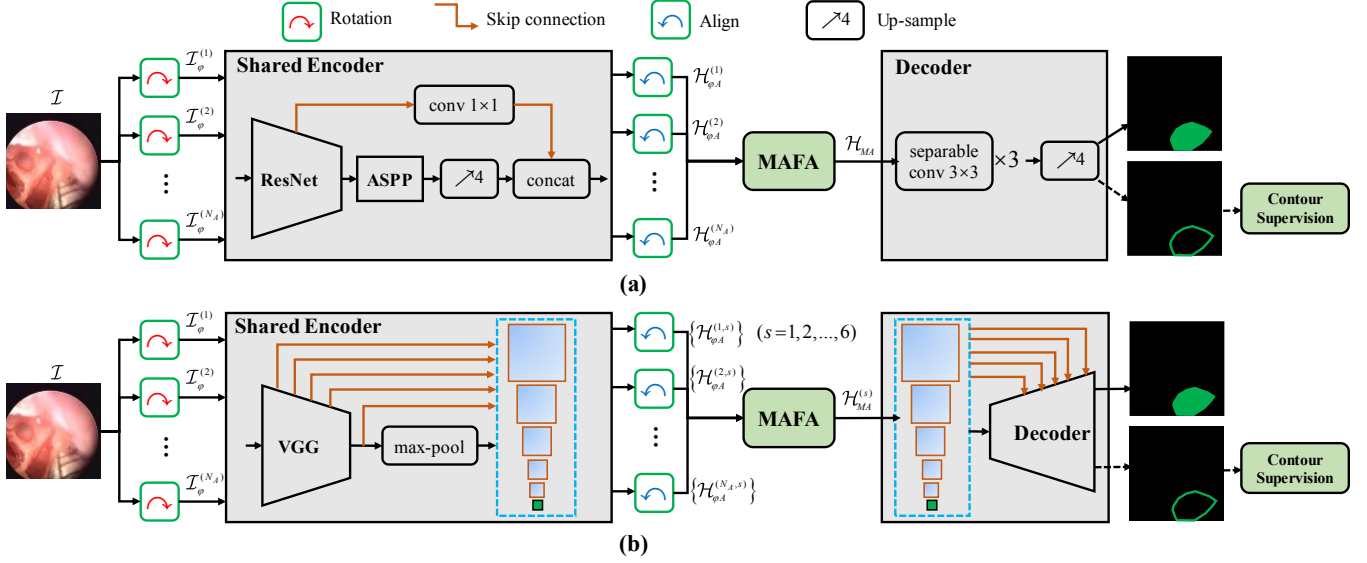 Rotation
Skip connection
Align
↗4
Up-sample
Shared Encoder
Decoder
ℐ
ℐ_φ^(1)
ℐ_φ^(2)
⋮
ℐ_φ^(N_A)
conv 1×1
ResNet
ASPP
↗4
concat
ℋ_φA^(1)
ℋ_φA^(2)
⋮
ℋ_φA^(N_A)
MAFA
ℋ_MA
separable
conv 3×3
×3
↗4
Contour
Supervision
(a)
Shared Encoder
ℐ
ℐ_φ^(1)
ℐ_φ^(2)
⋮
ℐ_φ^(N_A)
VGG
max-pool
{ℋ_φA^(1,s)} (s=1,2,...,6)
{ℋ_φA^(2,s)}
⋮
{ℋ_φA^(N_A,s)}
MAFA
ℋ_MA^(s)
Decoder
Contour
Supervision
(b)